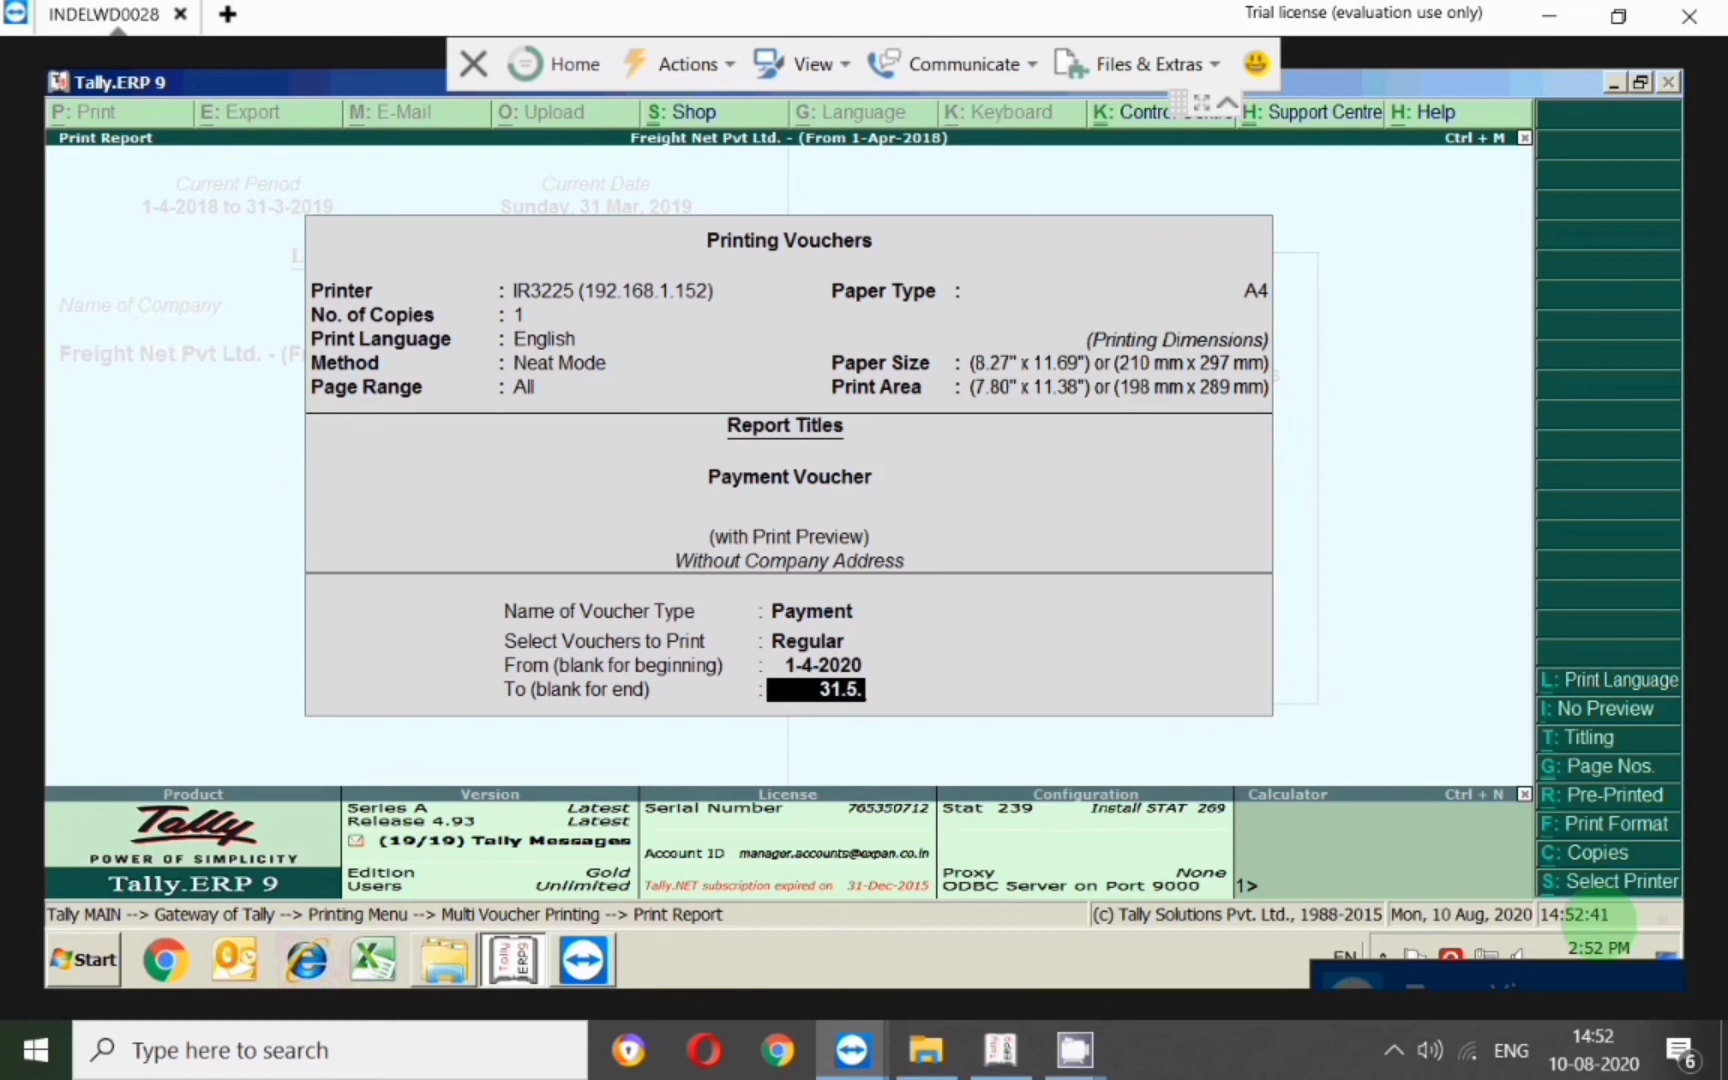 INDELWD0028
Trial license (evaluation use only)
Home
Actions
View
Communicate
Files & Extras
Tally.ERP 9
P: Print
E: Export
M: E-Mail
O: Upload
S: Shop
G: Language
K: Keyboard
K: Contro
H: Support Centre
H: Help
Print Report
Freight Net Pvt Ltd. - (From 1-Apr-2018)
Ctrl + M
Current Period
Current Date
1-4-2018 to 31-3-2019
Sunday, 31 Mar, 2019
Name of Company
Freight Net Pvt Ltd. - (F
Printing Vouchers
Printer : IR3225 (192.168.1.152)
Paper Type : A4
No. of Copies : 1
Print Language : English
(Printing Dimensions)
Method : Neat Mode
Paper Size : (8.27" x 11.69") or (210 mm x 297 mm)
Page Range : All
Print Area : (7.80" x 11.38") or (198 mm x 289 mm)
Report Titles
Payment Voucher
(with Print Preview)
Without Company Address
Name of Voucher Type : Payment
Select Vouchers to Print : Regular
From (blank for beginning) : 1-4-2020
To (blank for end) : 31.5.
L: Print Language
I: No Preview
T: Titling
G: Page Nos.
R: Pre-Printed
F: Print Format
C: Copies
S: Select Printer
Product
Tally
POWER OF SIMPLICITY
Tally.ERP 9
Version
Series A Latest
Release 4.93 Latest
(19/19) Tally Messages
Edition Gold
Users Unlimited
License
Serial Number 765350712
Account ID manager.accounts@expan.co.in
Tally.NET subscription expired on 31-Dec-2015
Configuration
Stat 239 Install STAT 269
Proxy None
ODBC Server on Port 9000
Calculator
Ctrl + N
1>
Tally MAIN --> Gateway of Tally --> Printing Menu --> Multi Voucher Printing --> Print Report
(c) Tally Solutions Pvt. Ltd., 1988-2015
Mon, 10 Aug, 2020
14:52:41
Start
EN
2:52 PM
Type here to search
ENG
14:52
10-08-2020
6